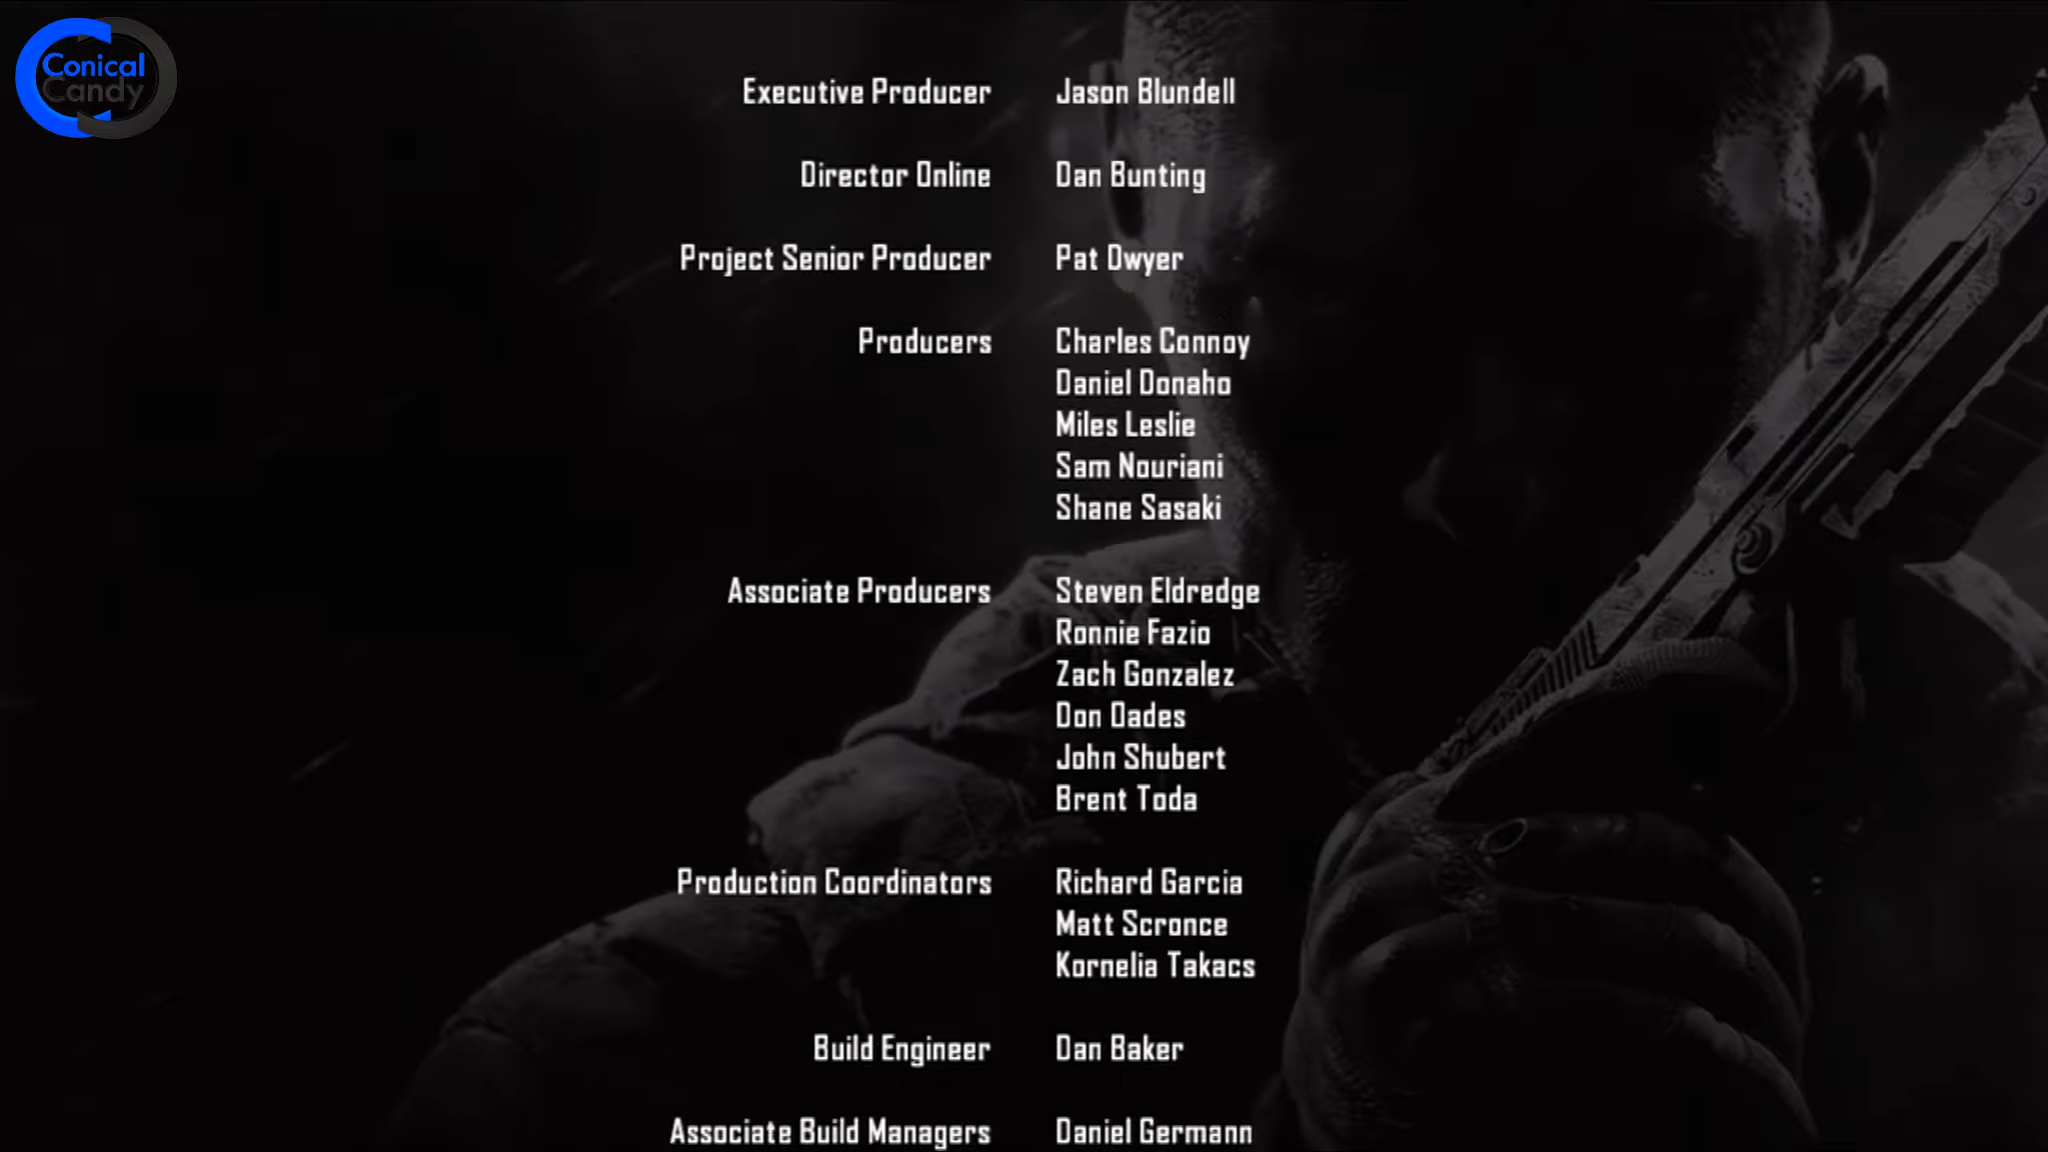 Conical
Candy
Executive Producer Jason Blundell
Director Online Dan Bunting
Project Senior Producer Pat Dwyer
Producers Charles Connoy
Daniel Donaho
Miles Leslie
Sam Nouriani
Shane Sasaki
Associate Producers Steven Eldredge
Ronnie Fazio
Zach Gonzalez
Don Oades
John Shubert
Brent Toda
Production Coordinators Richard Garcia
Matt Scronce
Kornelia Takacs
Build Engineer Dan Baker
Associate Build Managers Daniel Germann